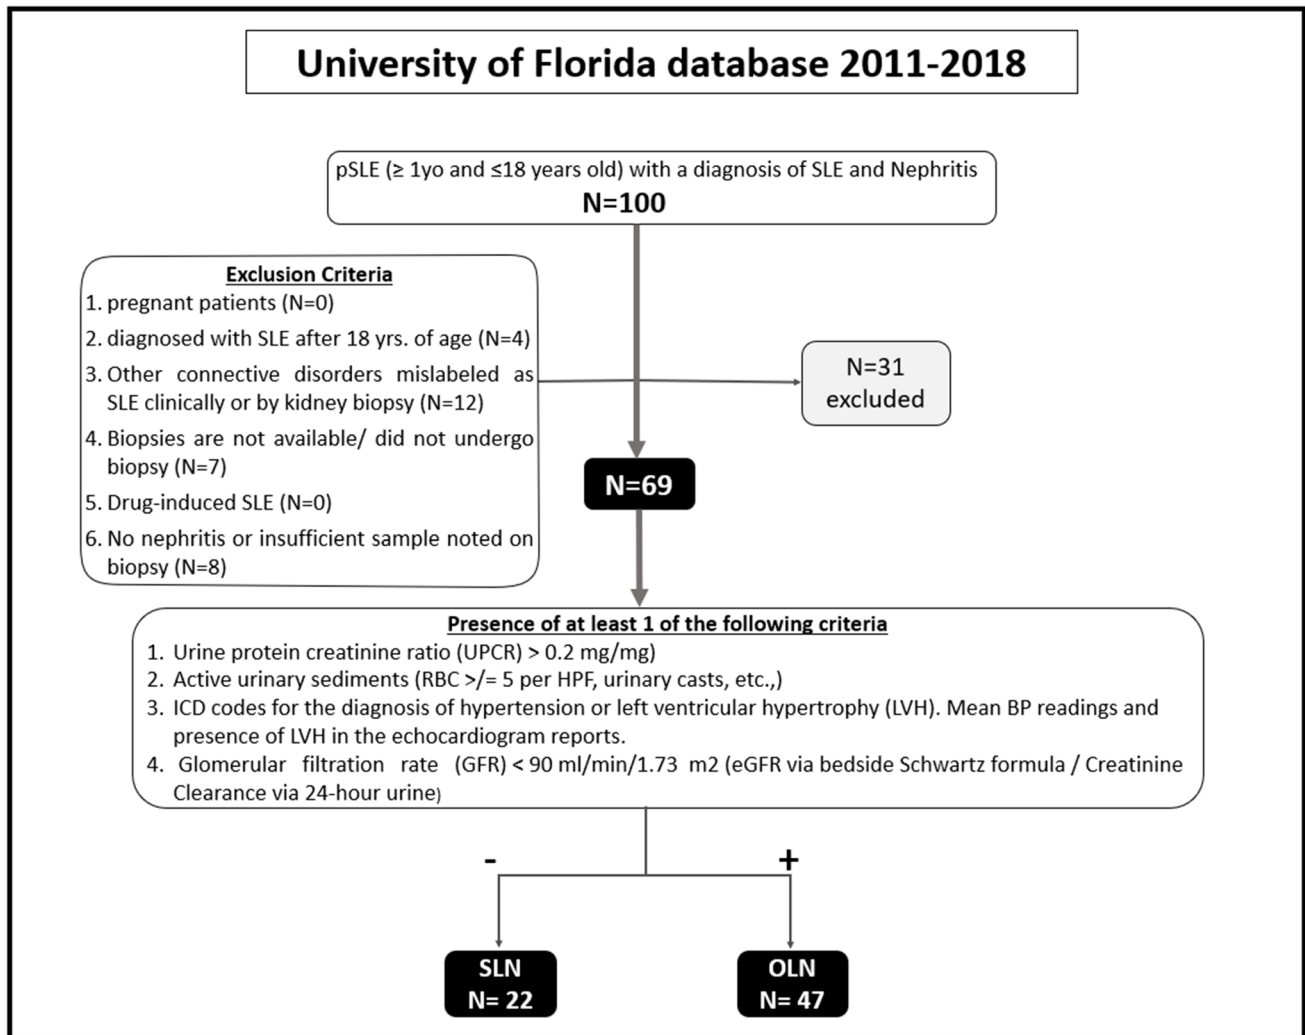 University of Florida database 2011-2018
pSLE (≥ 1yo and ≤18 years old) with a diagnosis of SLE and Nephritis
N=100
Exclusion Criteria
1. pregnant patients (N=0)
2. diagnosed with SLE after 18 yrs. of age (N=4)
3. Other connective disorders mislabeled as
SLE clinically or by kidney biopsy (N=12)
4. Biopsies are not available/ did not undergo
biopsy (N=7)
5. Drug-induced SLE (N=0)
6. No nephritis or insufficient sample noted on
biopsy (N=8)
N=31
excluded
N=69
Presence of at least 1 of the following criteria
1. Urine protein creatinine ratio (UPCR) > 0.2 mg/mg)
2. Active urinary sediments (RBC >/= 5 per HPF, urinary casts, etc.,)
3. ICD codes for the diagnosis of hypertension or left ventricular hypertrophy (LVH). Mean BP readings and
presence of LVH in the echocardiogram reports.
4. Glomerular filtration rate (GFR) < 90 ml/min/1.73 m2 (eGFR via bedside Schwartz formula / Creatinine
Clearance via 24-hour urine)
- +
SLN
N= 22
OLN
N= 47